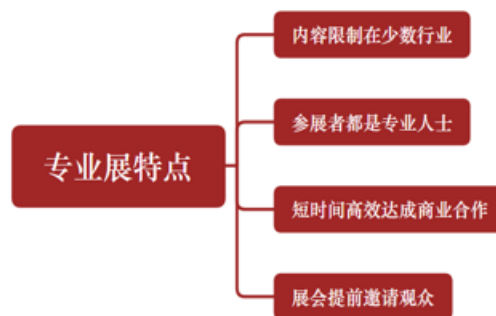 专业展特点
内容限制在少数行业
参展者都是专业人士
短时间高效达成商业合作
展会提前邀请观众